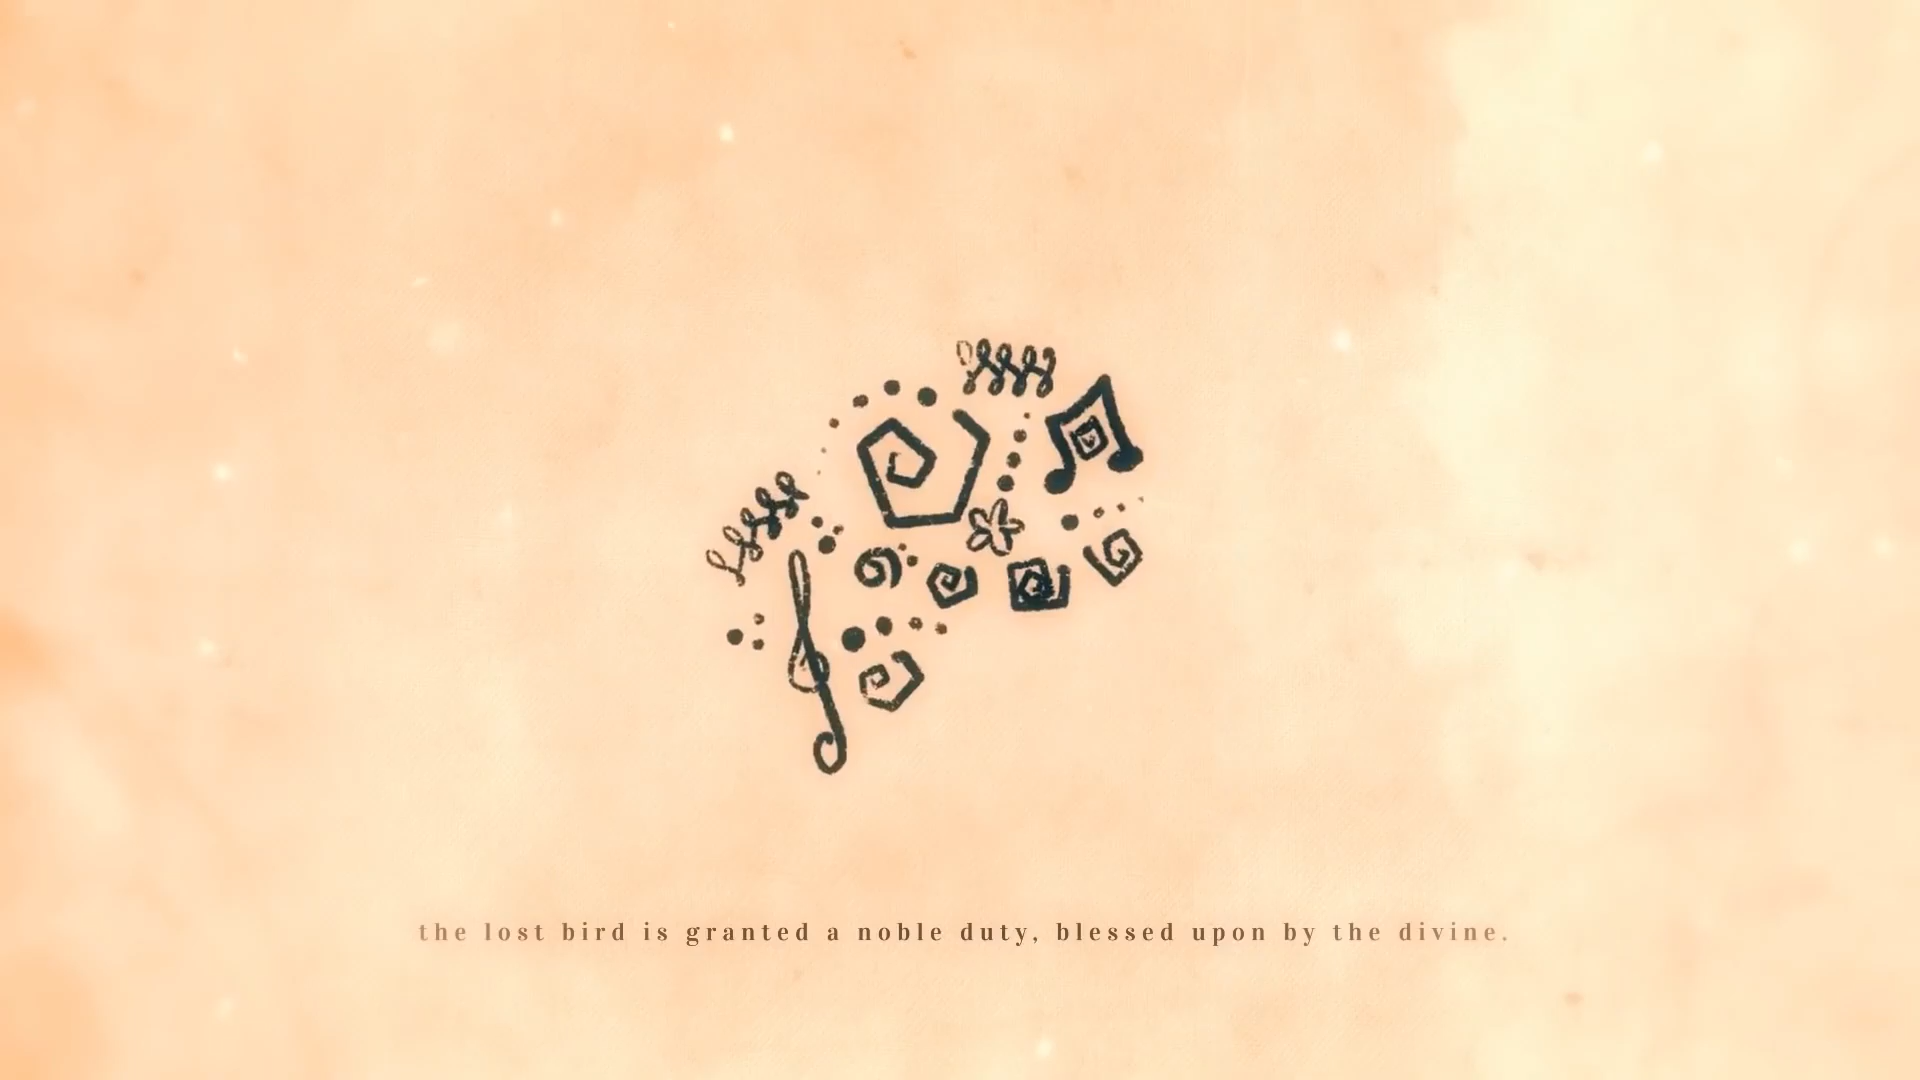 the lost bird is granted a noble duty, blessed upon by the divine.